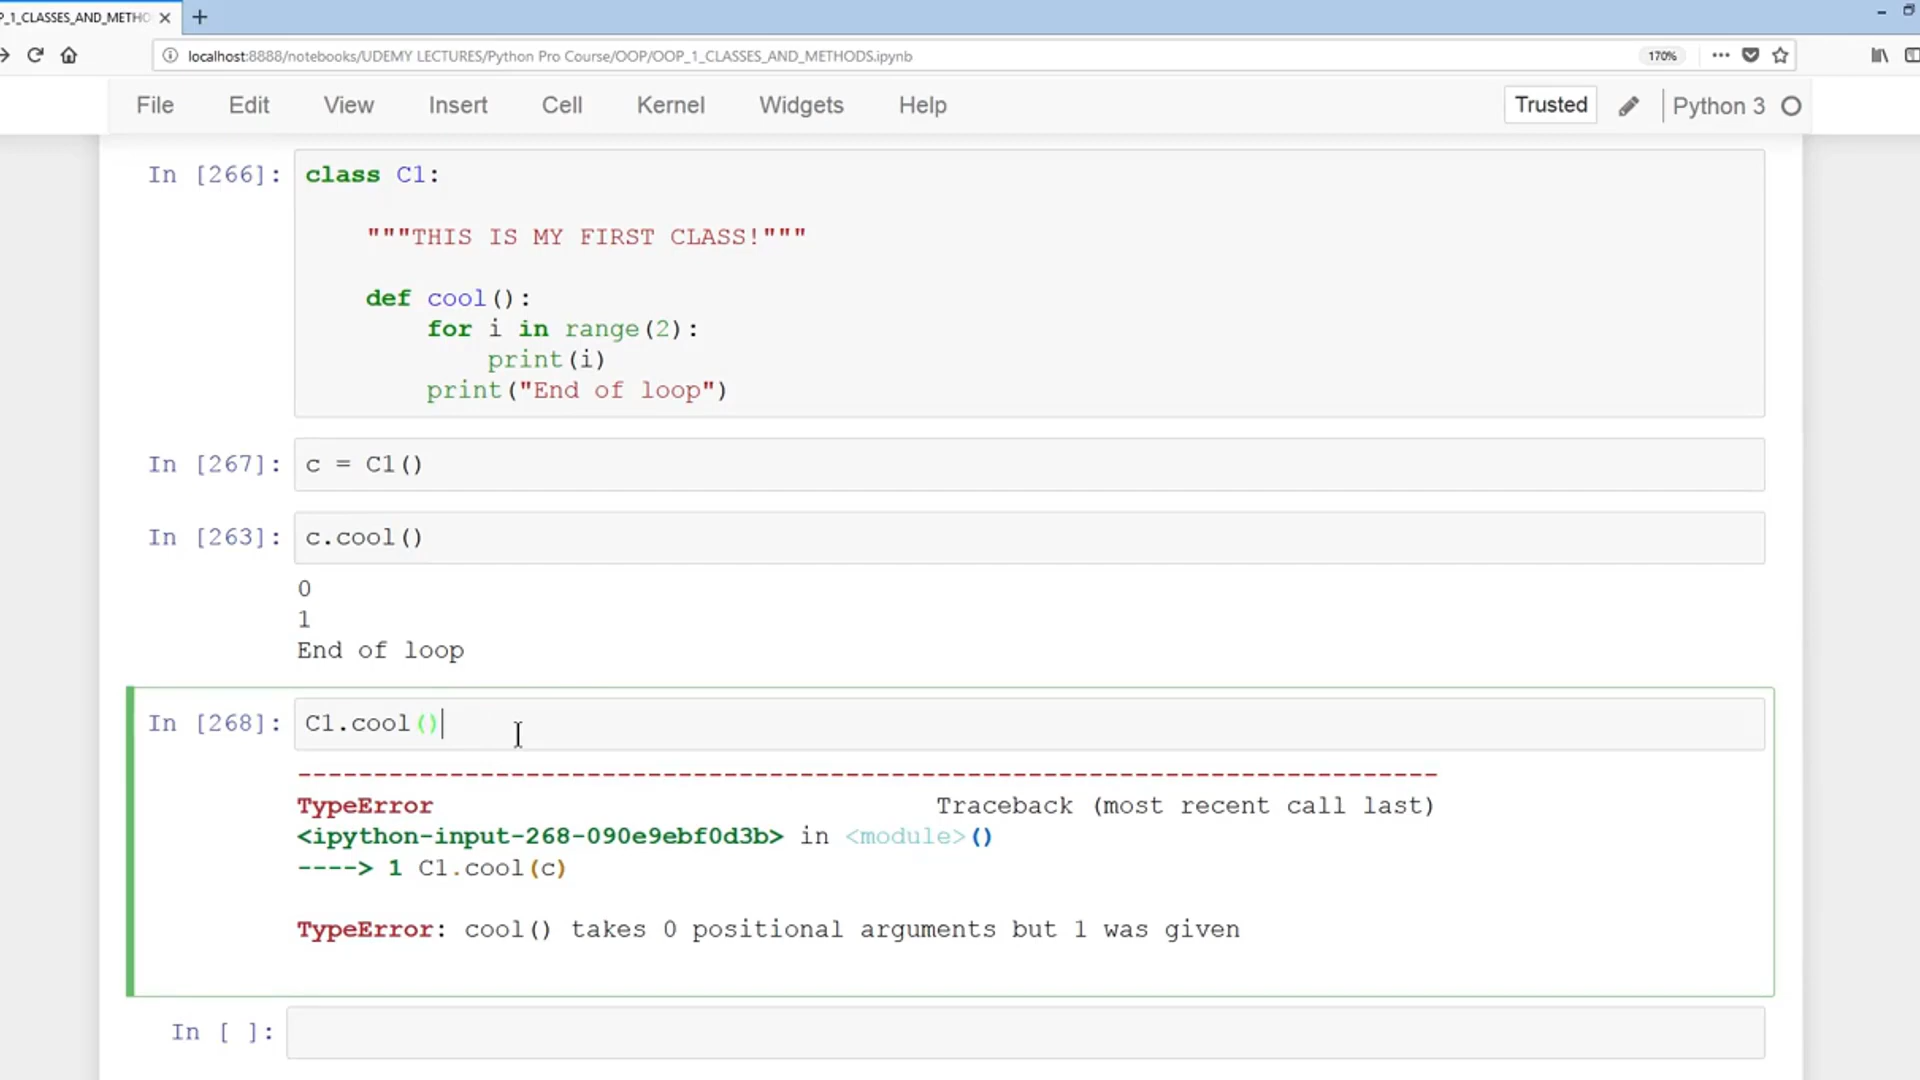 P_1_CLASSES_AND_METHO
localhost:8888/notebooks/UDEMY LECTURES/Python Pro Course/OOP/OOP_1_CLASSES_AND_METHODS.ipynb 170%
File Edit View Insert Cell Kernel Widgets Help Trusted Python 3
In [266]: class C1:
"""THIS IS MY FIRST CLASS!"""
def cool():
for i in range(2):
print(i)
print("End of loop")
In [267]: c = C1()
In [263]: c.cool()
0
1
End of loop
In [268]: C1.cool()
---------------------------------------------------------------------------
TypeError Traceback (most recent call last)
<ipython-input-268-090e9ebf0d3b> in <module>()
----> 1 C1.cool(c)
TypeError: cool() takes 0 positional arguments but 1 was given
In [ ]: